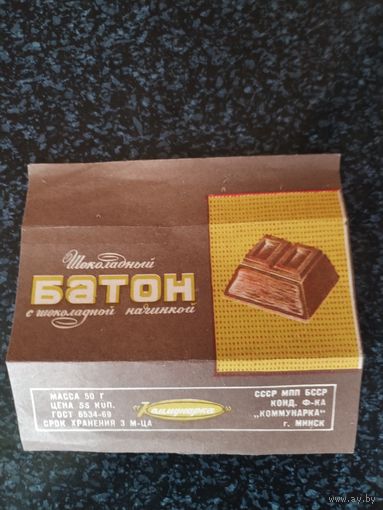 Шоколадный
БАТОН
с шоколадной начинкой
МАССА 50 Г
ЦЕНА 55 КОП.
ГОСТ 6534-69
СРОК ХРАНЕНИЯ 3 М-ЦА
"Коммунарка"
СССР МПП БССР
КОНД. Ф-КА
„КОММУНАРКА"
г. МИНСК
www.ay.by